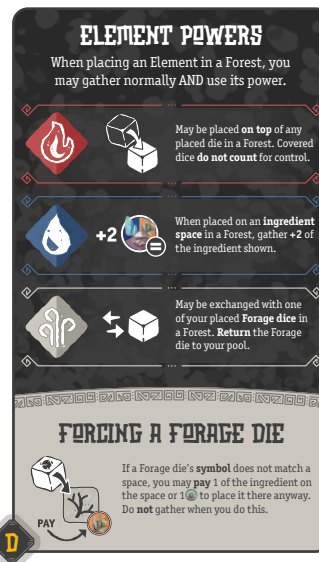 ELEMENT POWERS
When placing an Element in a Forest, you
may gather normally AND use its power.
May be placed on top of any
placed die in a Forest. Covered
dice do not count for control.
+2
When placed on an ingredient
space in a Forest, gather +2 of
the ingredient shown.
May be exchanged with one
of your placed Forage dice in
a Forest. Return the Forage
die to your pool.
FORCING A FORAGE DIE
If a Forage die's symbol does not match a
space, you may pay 1 of the ingredient on
the space or 1 to place it there anyway.
Do not gather when you do this.
PAY
D